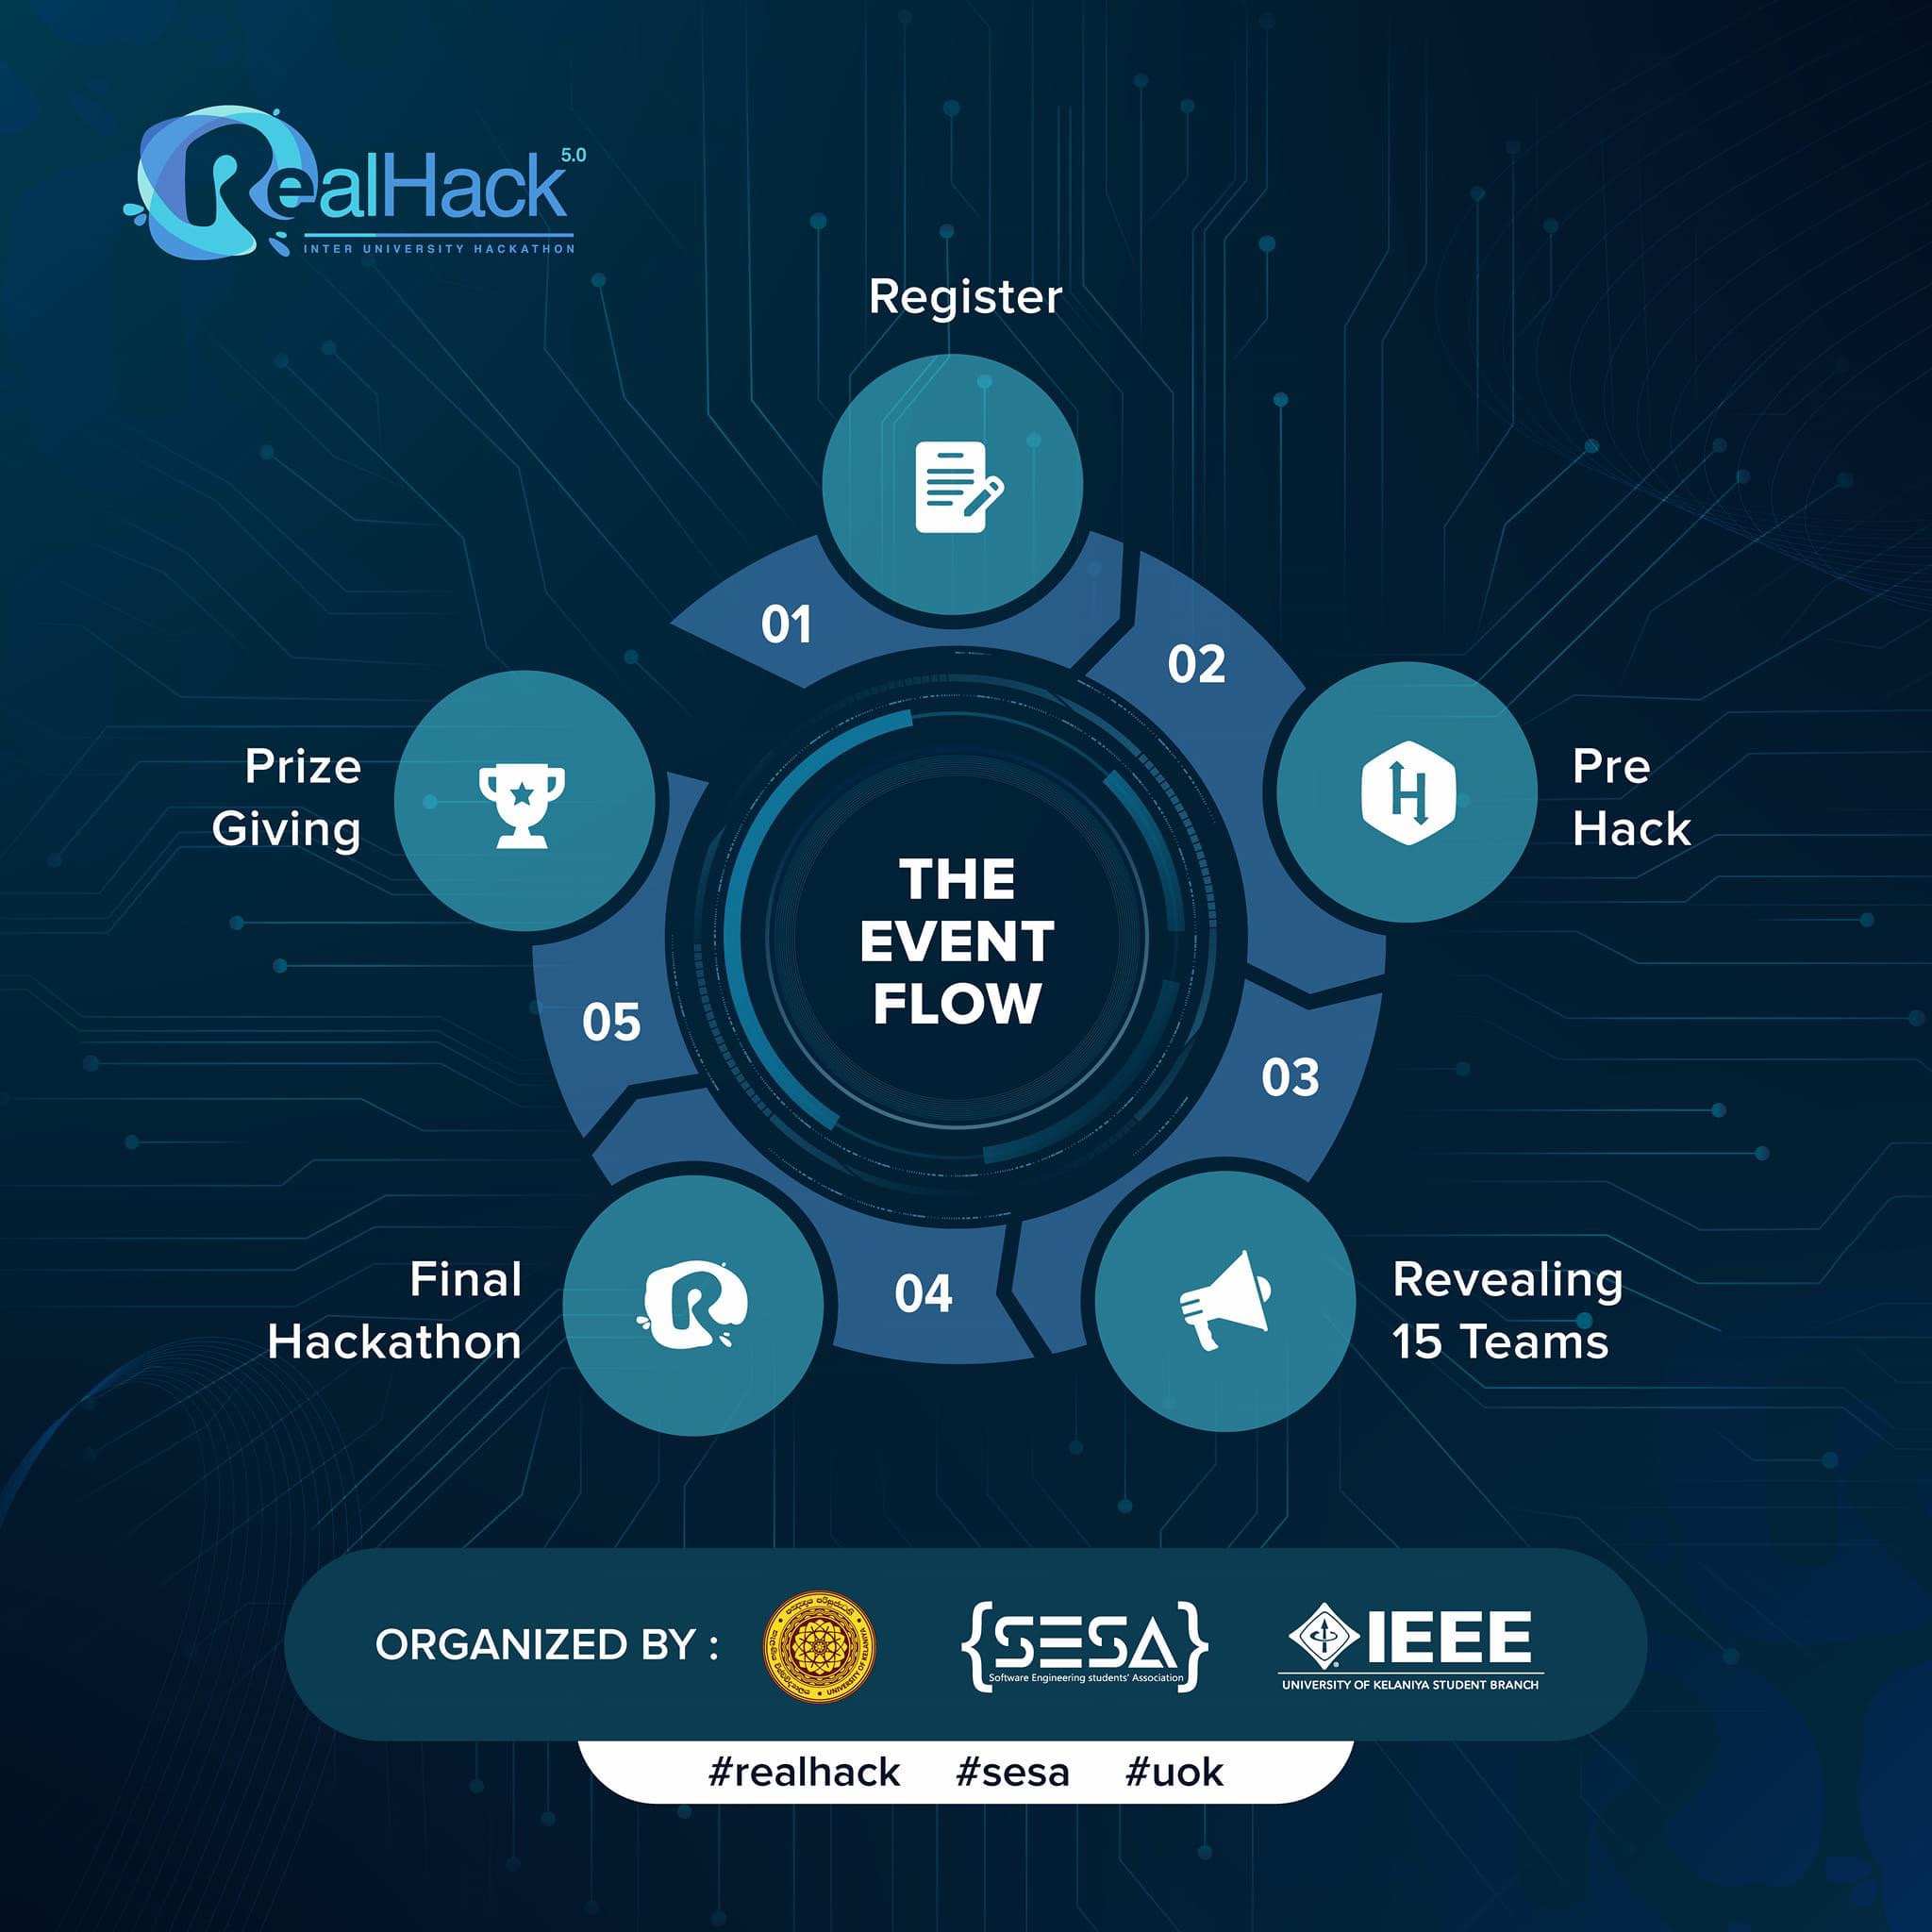 RealHack 5.0
INTER UNIVERSITY HACKATHON
Register
01
02
Pre
Hack
03
Revealing
15 Teams
04
Final
Hackathon
05
Prize
Giving
THE
EVENT
FLOW
ORGANIZED BY :
UNIVERSITY OF KELANIYA
{SESA}
Software Engineering students' Association
IEEE
UNIVERSITY OF KELANIYA STUDENT BRANCH
#realhack #sesa #uok